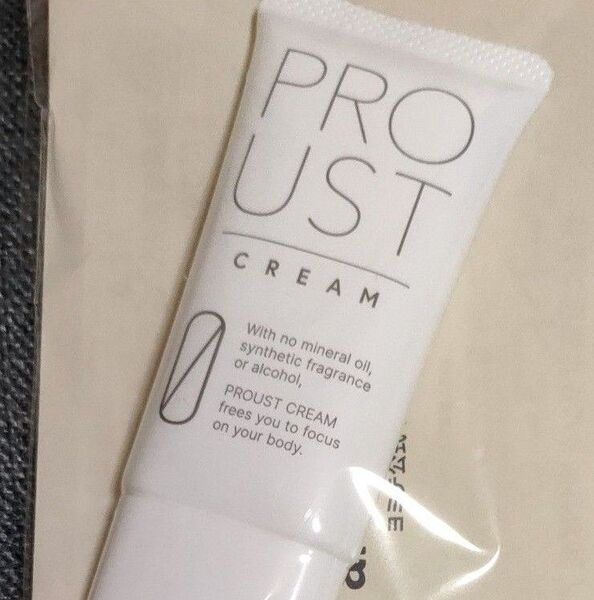 PRO
UST
CREAM
0
With no mineral oil,
synthetic fragrance
or alcohol,
PROUST CREAM
frees you to focus
on your body.